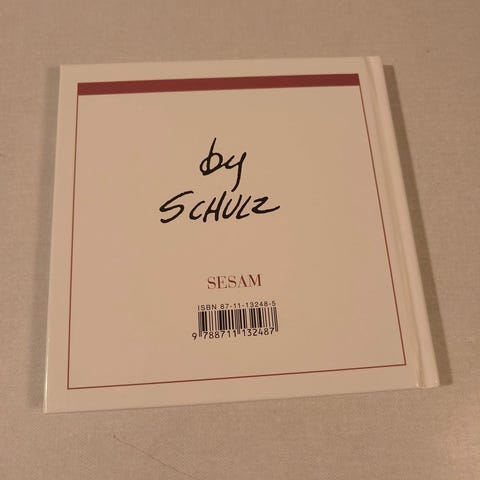 by
SCHULZ
SESAM
ISBN 87-11-13248-5
9 788711 132487